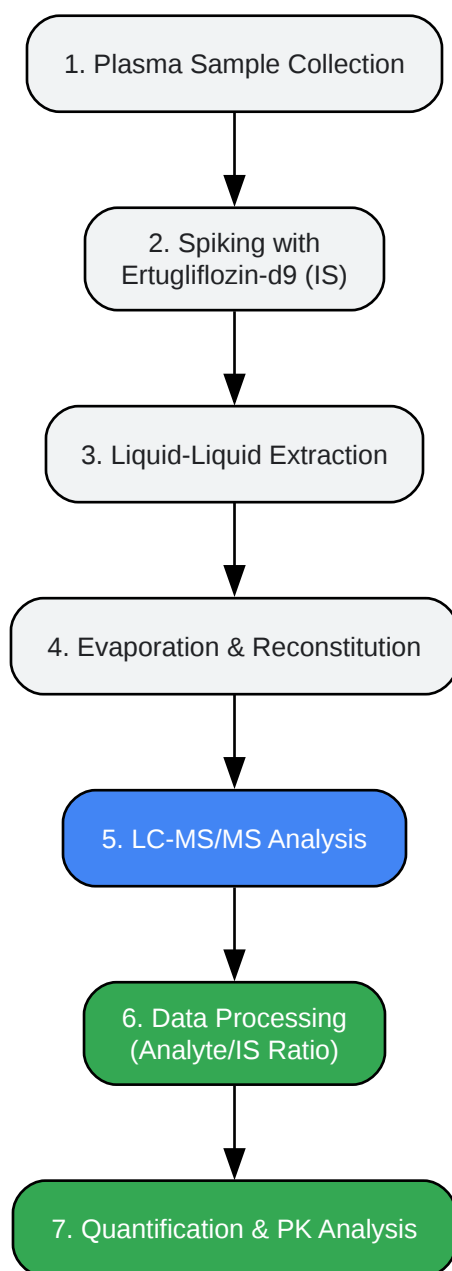 1. Plasma Sample Collection
2. Spiking with
Ertugliflozin-d9 (IS)
3. Liquid-Liquid Extraction
4. Evaporation & Reconstitution
5. LC-MS/MS Analysis
6. Data Processing
(Analyte/IS Ratio)
7. Quantification & PK Analysis